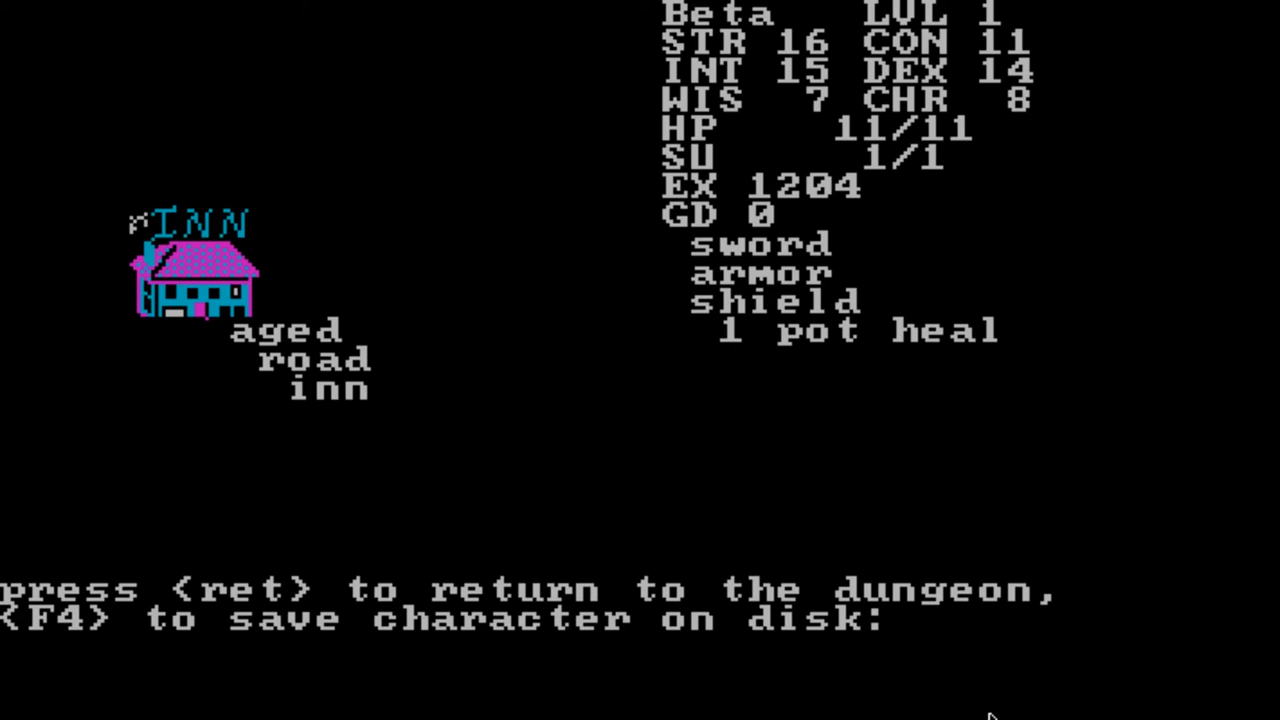 Beta LVL 1
STR 16 CON 11
INT 15 DEX 14
WIS 7 CHR 8
HP 11/11
SU 1/1
EX 1204
GD 0
sword
armor
shield
1 pot heal
INN
aged
road
inn
press <ret> to return to the dungeon,
<F4> to save character on disk: